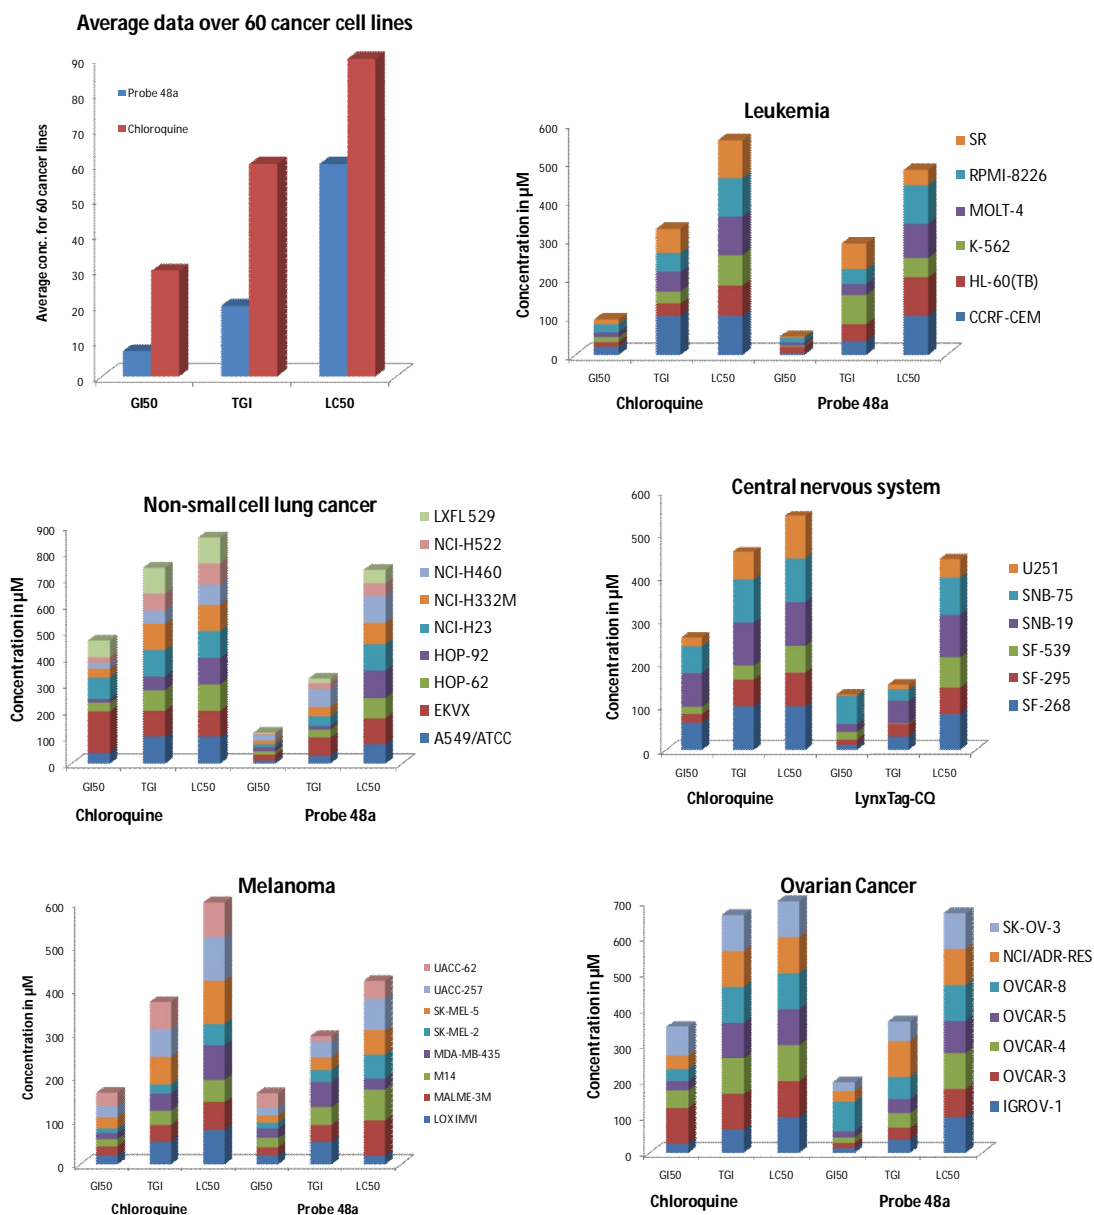 Average data over 60 cancer cell lines
Average conc. for 60 cancer lines
90
80
70
60
50
40
30
20
10
0
Probe 48a
Chloroquine
GI50 TGI LC50
Leukemia
Concentration in µM
600
500
400
300
200
100
0
GI50 TGI LC50 GI50 TGI LC50
Chloroquine Probe 48a
SR
RPMI-8226
MOLT-4
K-562
HL-60(TB)
CCRF-CEM
Non-small cell lung cancer
Concentration in µM
900
800
700
600
500
400
300
200
100
0
GI50 TGI LC50 GI50 TGI LC50
Chloroquine Probe 48a
LXFL 529
NCI-H522
NCI-H460
NCI-H332M
NCI-H23
HOP-92
HOP-62
EKVX
A549/ATCC
Central nervous system
Concentration in µM
600
500
400
300
200
100
0
GI50 TGI LC50 GI50 TGI LC50
Chloroquine LynxTag-CQ
U251
SNB-75
SNB-19
SF-539
SF-295
SF-268
Melanoma
Concentration in µM
600
500
400
300
200
100
0
GI50 TGI LC50 GI50 TGI LC50
Chloroquine Probe 48a
UACC-62
UACC-257
SK-MEL-5
SK-MEL-2
MDA-MB-435
M14
MALME-3M
LOX IMVI
Ovarian Cancer
Concentration in µM
700
600
500
400
300
200
100
0
GI50 TGI LC50 GI50 TGI LC50
Chloroquine Probe 48a
SK-OV-3
NCI/ADR-RES
OVCAR-8
OVCAR-5
OVCAR-4
OVCAR-3
IGROV-1